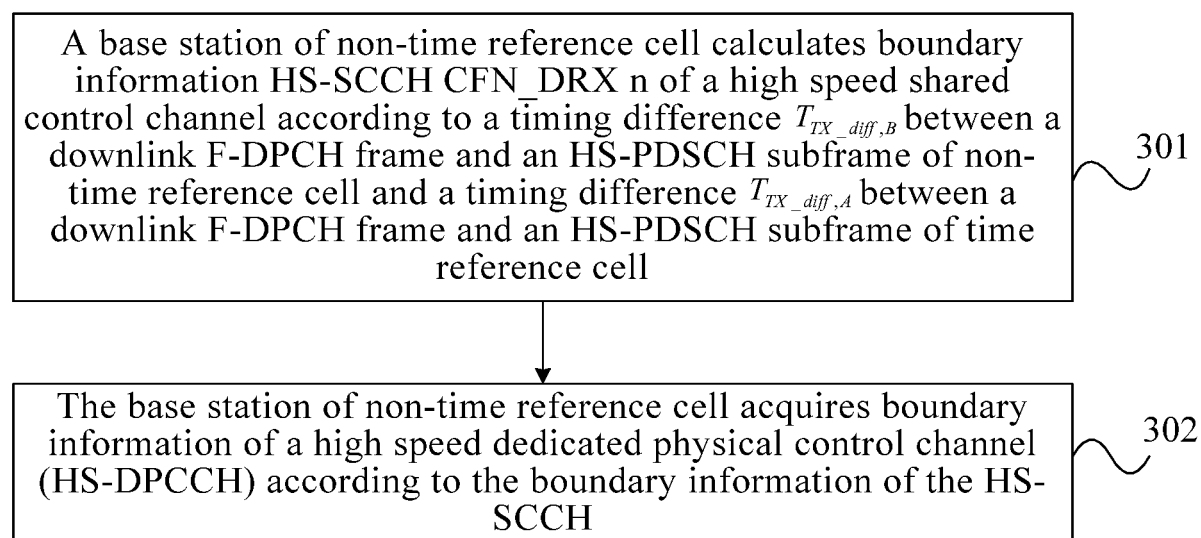 A base station of non-time reference cell calculates boundary
information HS-SCCH CFN_DRX n of a high speed shared
control channel according to a timing difference T_{TX_diff,B} between a
downlink F-DPCH frame and an HS-PDSCH subframe of non-
time reference cell and a timing difference T_{TX_diff,A} between a
downlink F-DPCH frame and an HS-PDSCH subframe of time
reference cell
301
The base station of non-time reference cell acquires boundary
information of a high speed dedicated physical control channel
(HS-DPCCH) according to the boundary information of the HS-
SCCH
302